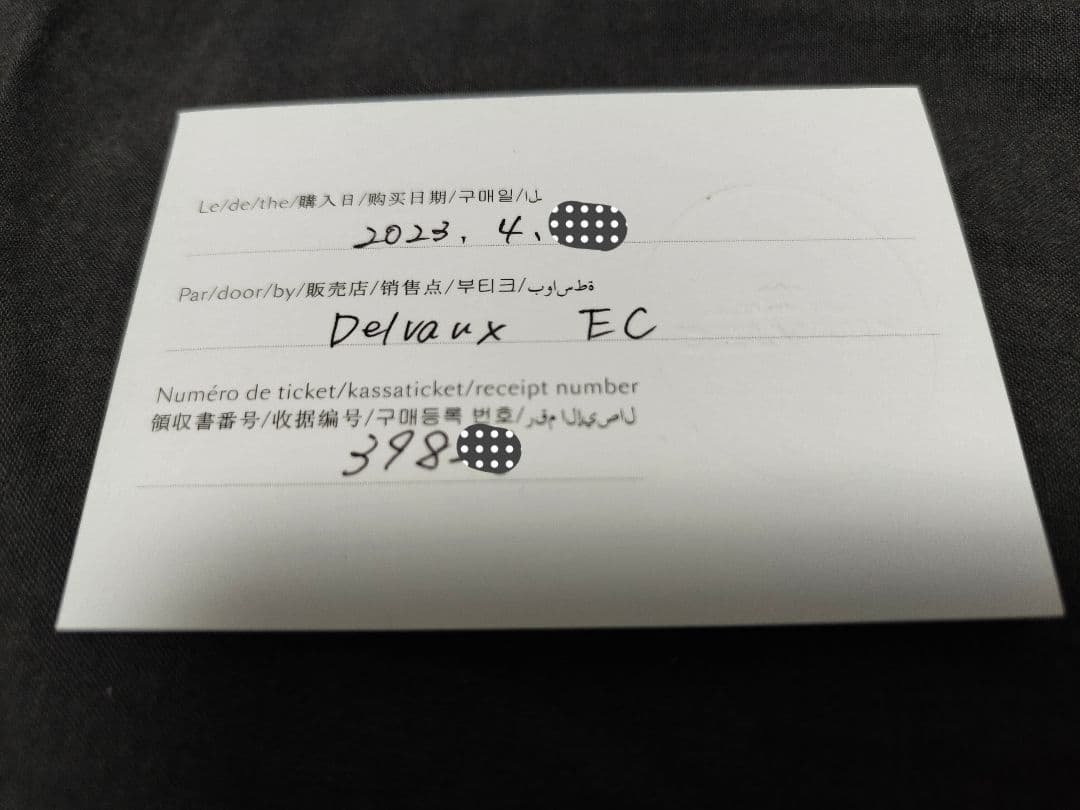 Le/de/the/購入日/购买日期/구매일/ال
2023. 4.
Par/door/by/販売店/销售点/부티크/بواسطة
Delvaux EC
Numéro de ticket/kassaticket/receipt number
領収書番号/收据编号/구매등록 번호/رقم الإيصال
398-